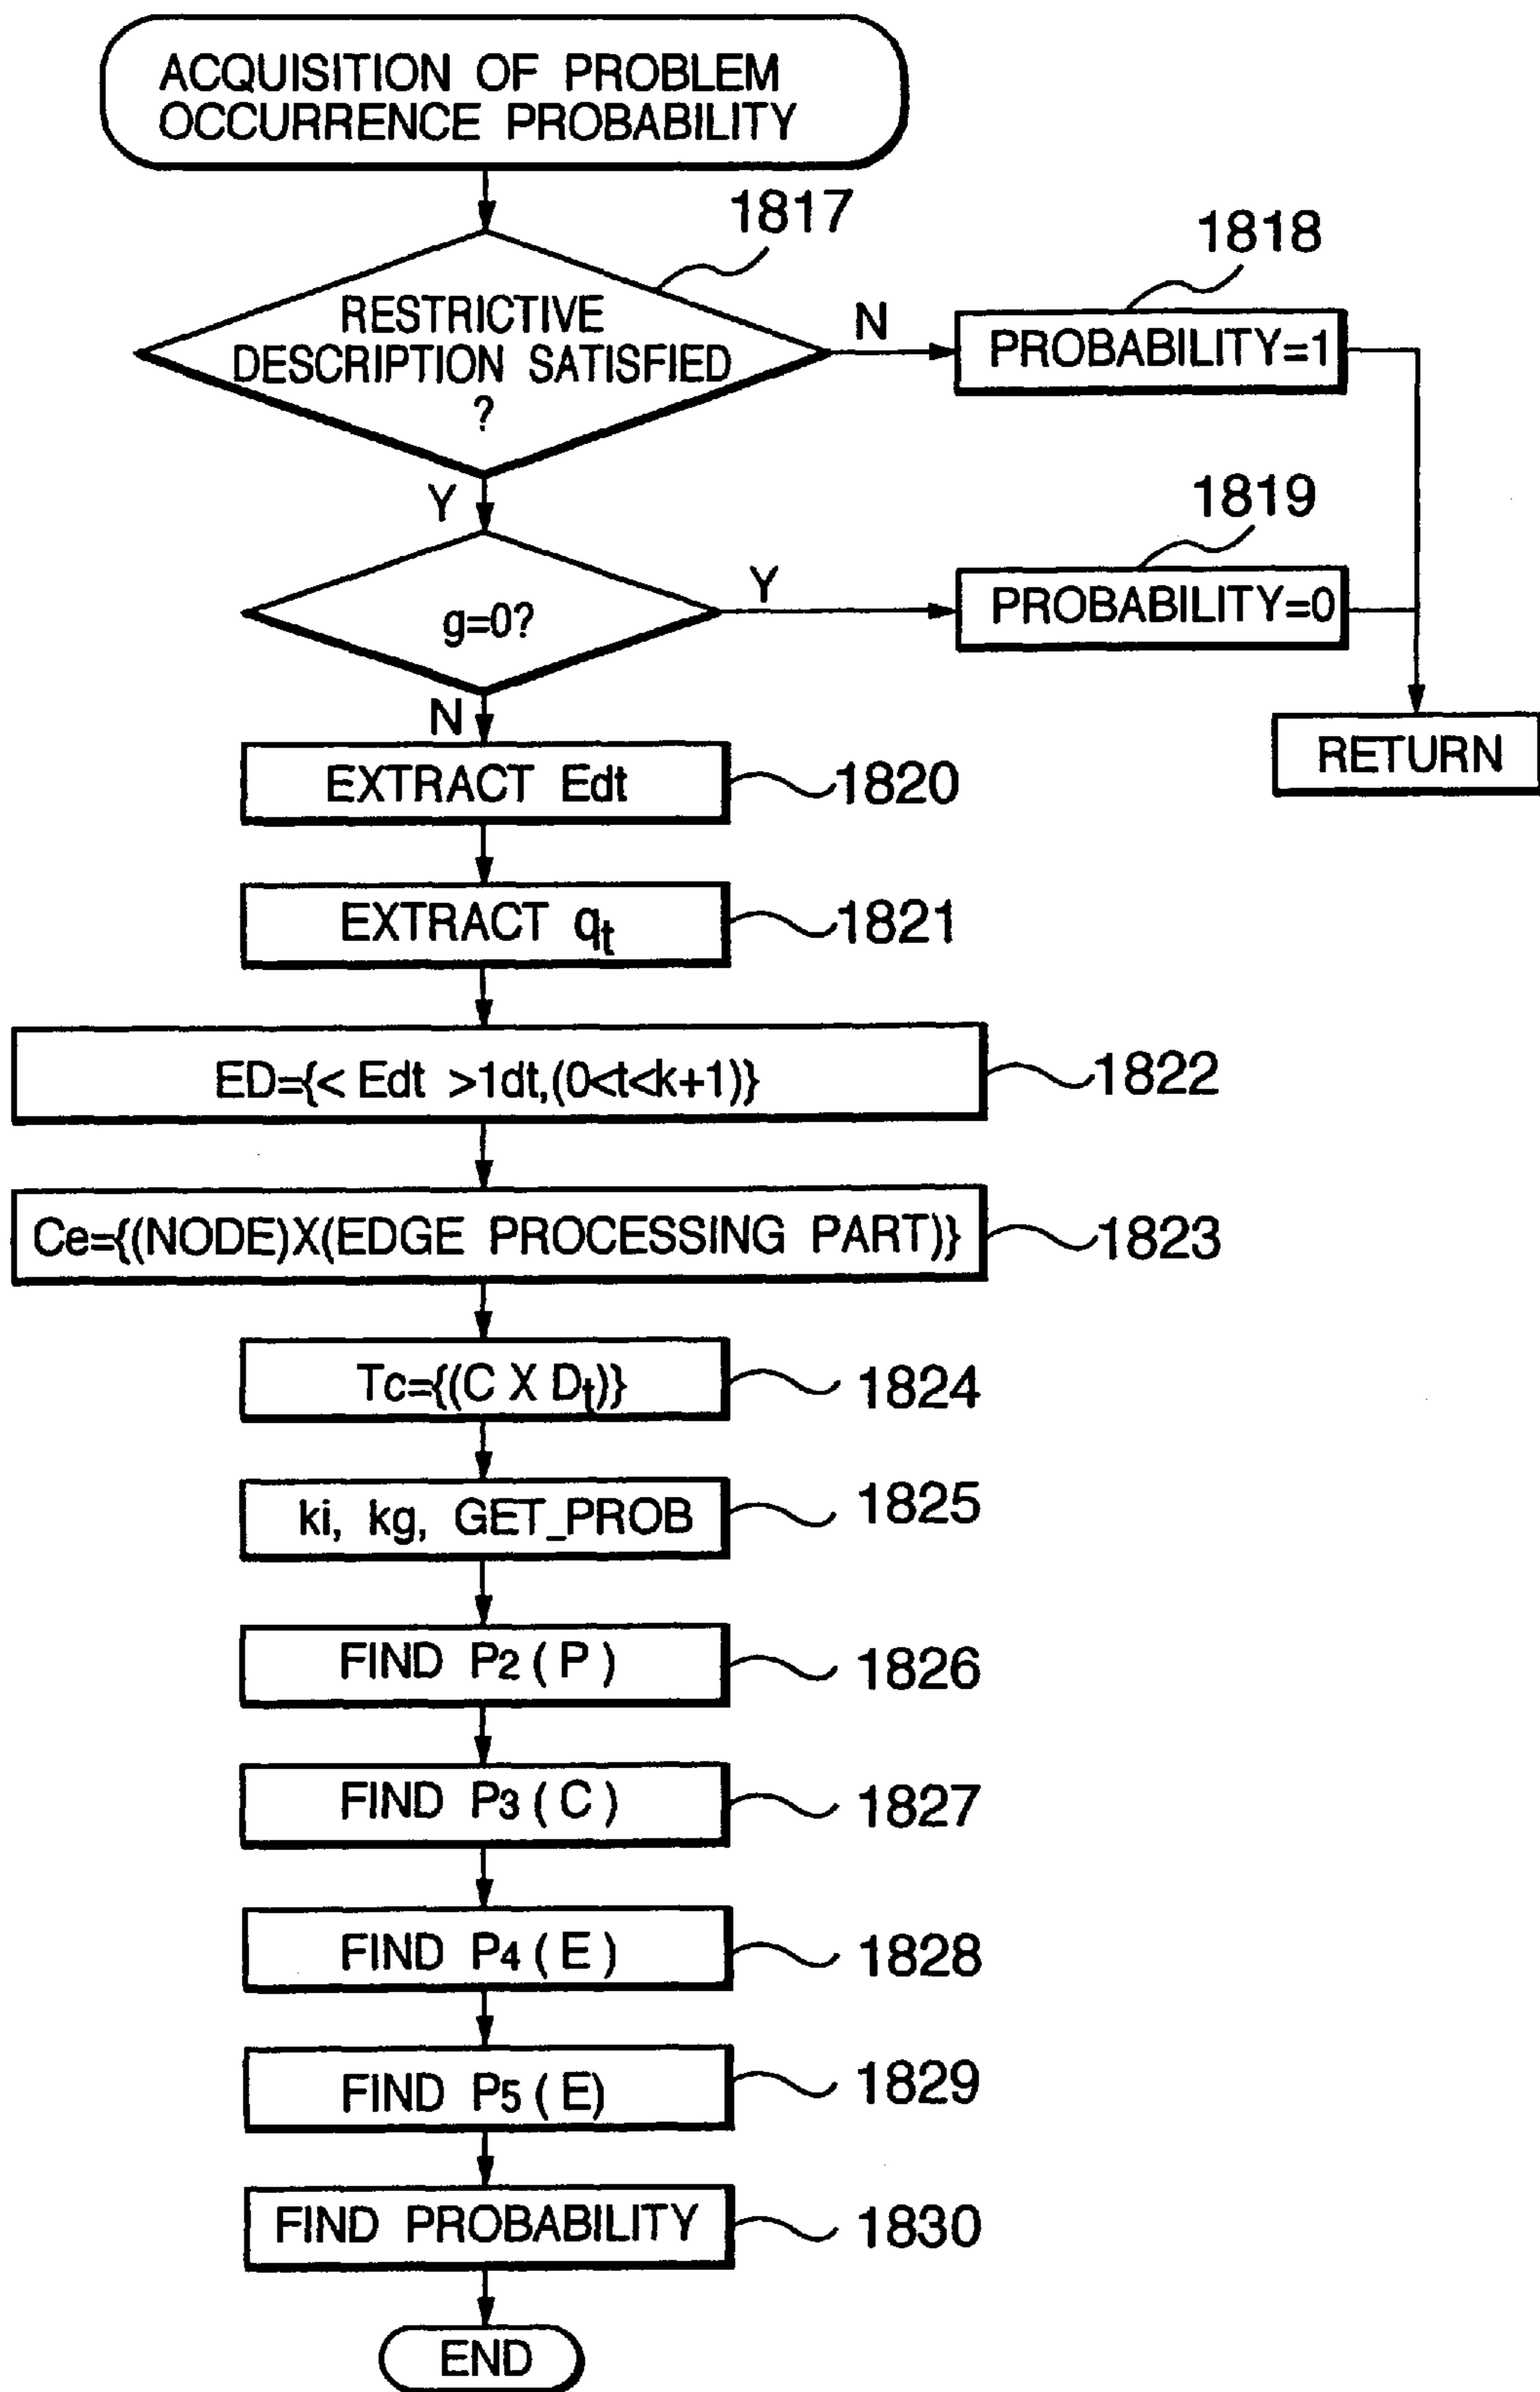 ACQUISITION OF PROBLEM
OCCURRENCE PROBABILITY
1817
RESTRICTIVE
DESCRIPTION SATISFIED
?
N
1818
PROBABILITY=1
Y
1819
g=0?
Y
PROBABILITY=0
N
RETURN
EXTRACT Edt
1820
EXTRACT qt
1821
ED={< Edt >1dt,(0<t<k+1)}
1822
Ce={(NODE)X(EDGE PROCESSING PART)}
1823
Tc={(C X Dt)}
1824
ki, kg, GET_PROB
1825
FIND P2 ( P )
1826
FIND P3 ( C )
1827
FIND P4 ( E )
1828
FIND P5 ( E)
1829
FIND PROBABILITY
1830
END